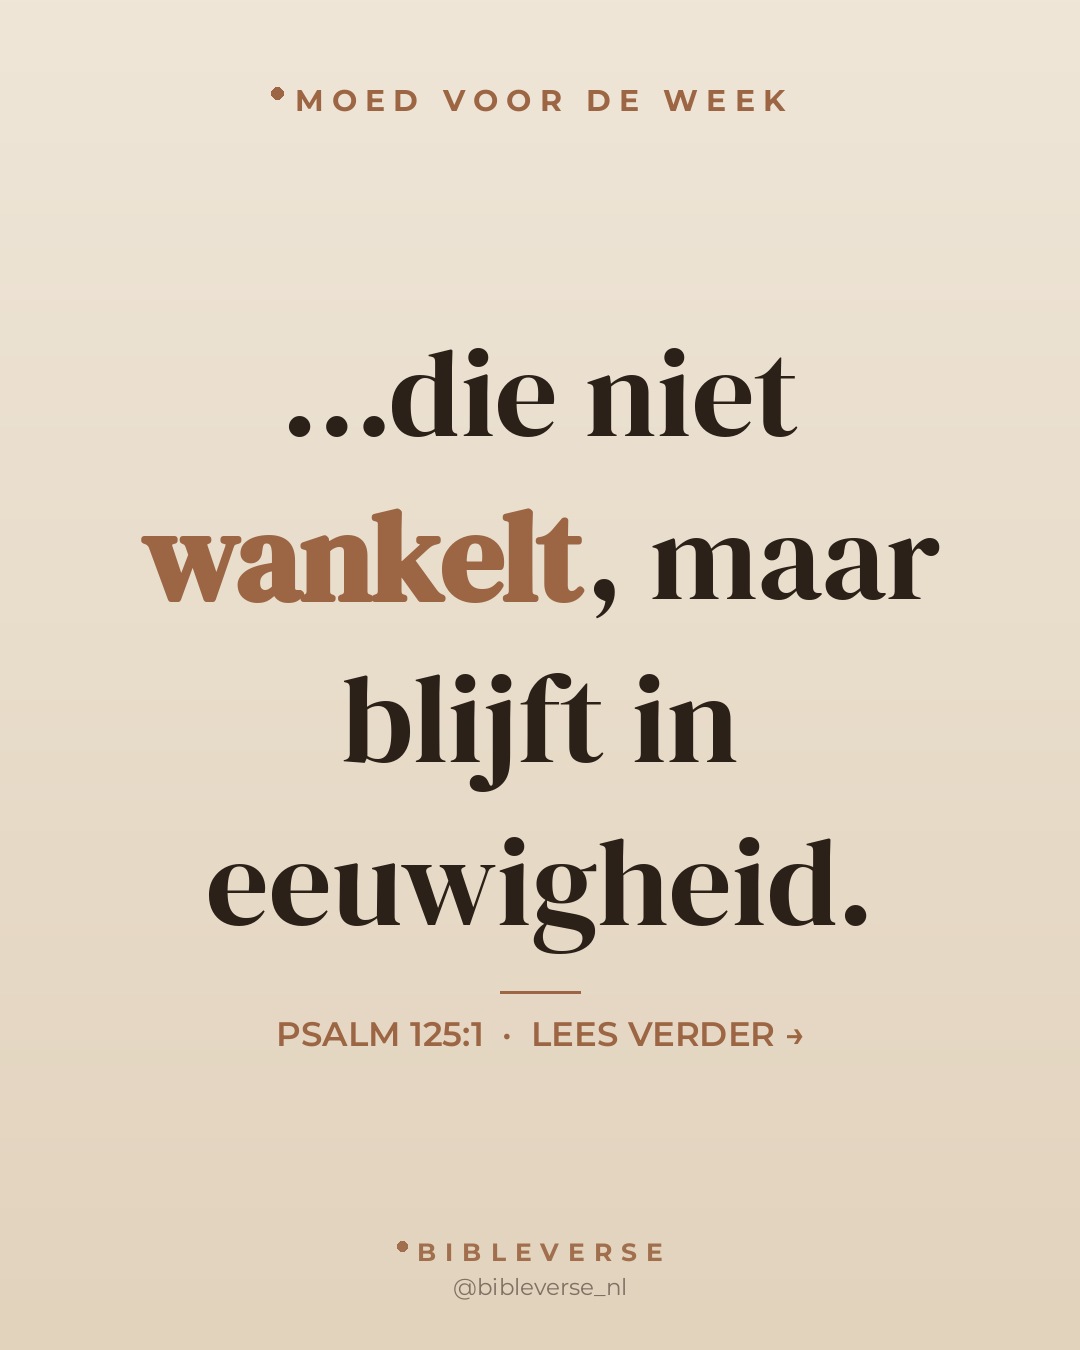 MOED VOOR DE WEEK
...die niet
wankelt, maar
blijft in
eeuwigheid.
PSALM 125:1 · LEES VERDER →
BIBLEVERSE
@bibleverse_nl